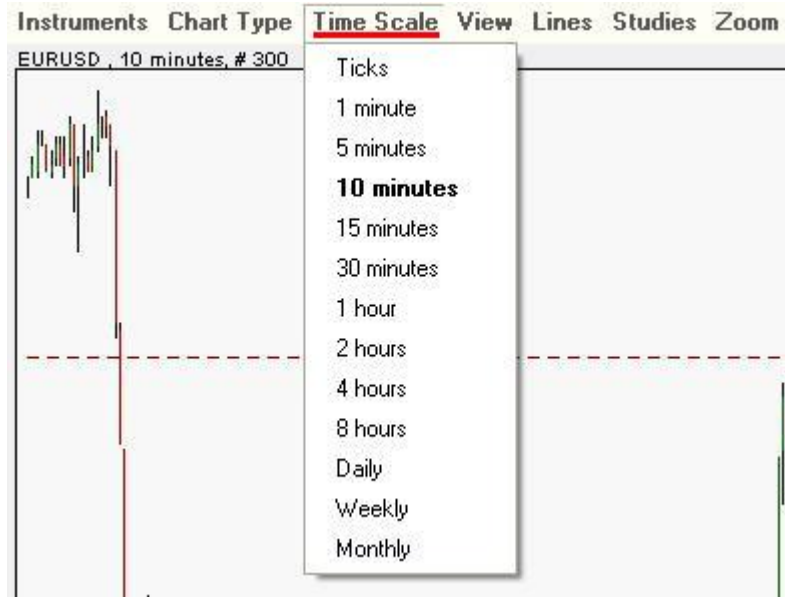 Instruments Chart Type Time Scale View Lines Studies Zoom
EURUSD , 10 minutes, # 300
Ticks
1 minute
5 minutes
10 minutes
15 minutes
30 minutes
1 hour
2 hours
4 hours
8 hours
Daily
Weekly
Monthly